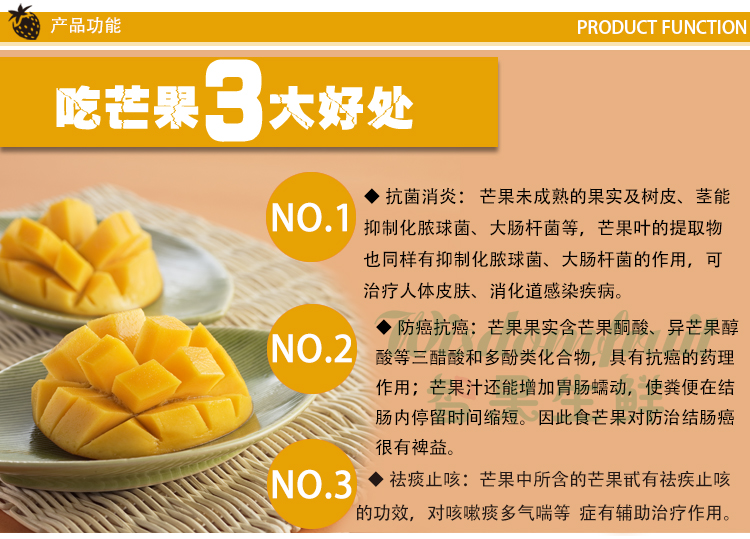 产品功能
PRODUCT FUNCTION
吃芒果3大好处
NO.1
◆ 抗菌消炎： 芒果未成熟的果实及树皮、茎能
抑制化脓球菌、大肠杆菌等，芒果叶的提取物
也同样有抑制化脓球菌、大肠杆菌的作用，可
治疗人体皮肤、消化道感染疾病。
NO.2
◆ 防癌抗癌：芒果果实含芒果酮酸、异芒果醇
酸等三醋酸和多酚类化合物，具有抗癌的药理
作用；芒果汁还能增加胃肠蠕动，使粪便在结
肠内停留时间缩短。因此食芒果对防治结肠癌
很有裨益。
Wisdomfruit
果生鲜
NO.3
◆ 祛痰止咳：芒果中所含的芒果甙有祛疾止咳
的功效，对咳嗽痰多气喘等 症有辅助治疗作用。